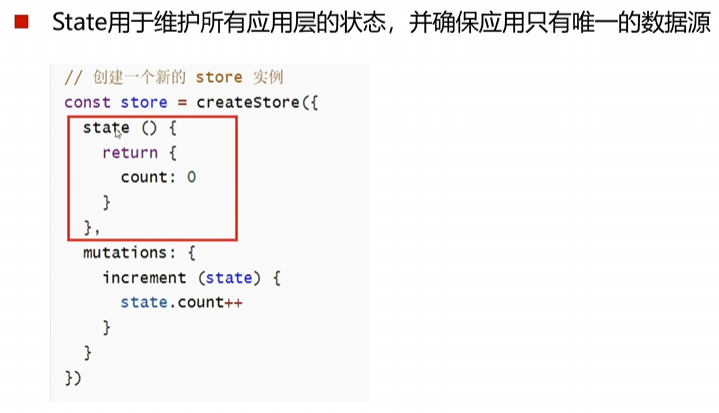 State用于维护所有应用层的状态，并确保应用只有唯一的数据源
// 创建一个新的 store 实例
const store = createStore({
  state () {
    return {
      count: 0
    }
  },
  mutations: {
    increment (state) {
      state.count++
    }
  }
})